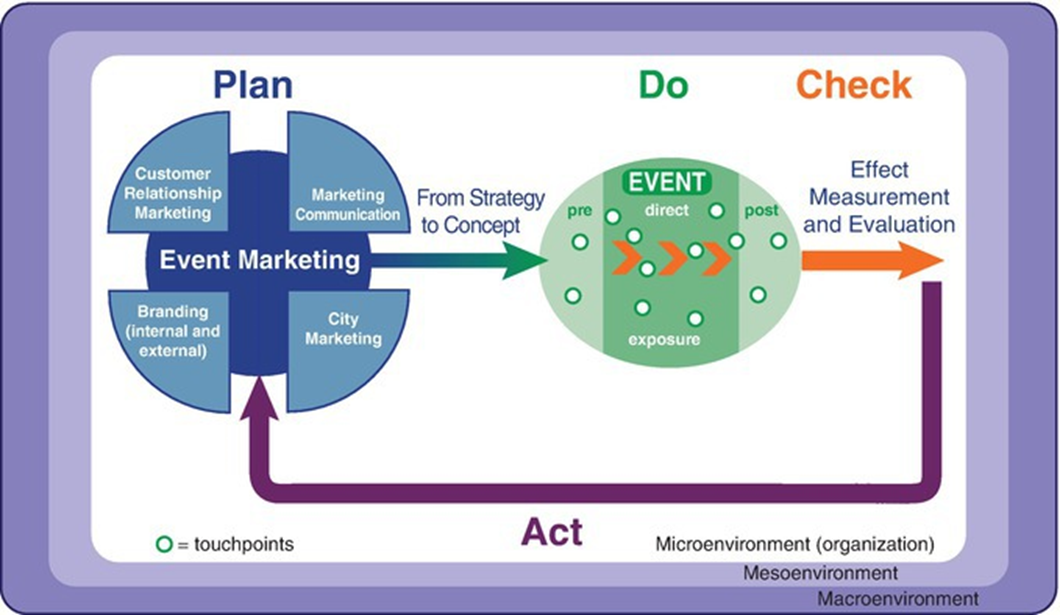 Plan
Do
Check
Customer
Relationship
Marketing
Marketing
Communication
Event Marketing
Branding
(internal and
external)
City
Marketing
From Strategy
to Concept
EVENT
pre
direct
post
exposure
Effect
Measurement
and Evaluation
Act
= touchpoints
Microenvironment (organization)
Mesoenvironment
Macroenvironment